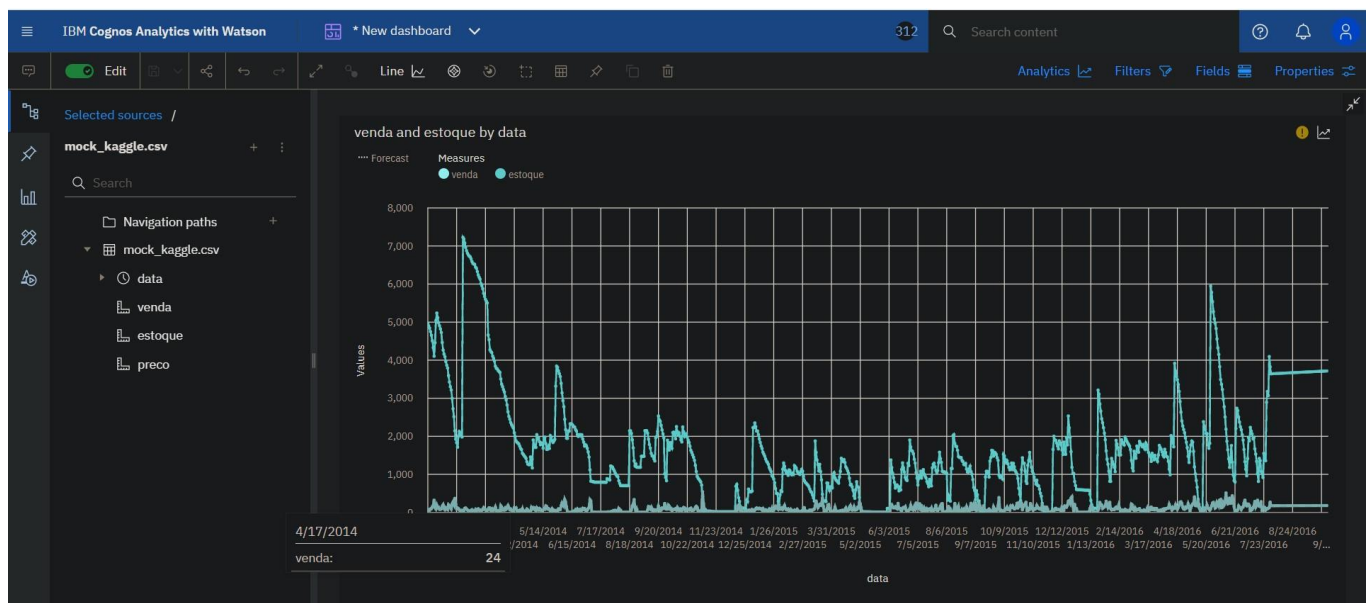 IBM Cognos Analytics with Watson
* New dashboard
312
Search content
Edit
Line
Analytics
Filters
Fields
Properties
Selected sources /
mock_kaggle.csv
Search
Navigation paths
mock_kaggle.csv
data
venda
estoque
preco
venda and estoque by data
Forecast
Measures
venda
estoque
8,000
7,000
6,000
5,000
4,000
3,000
2,000
1,000
0
Values
5/14/2014 7/17/2014 9/20/2014 11/23/2014 1/26/2015 3/31/2015 6/3/2015 8/6/2015 10/9/2015 12/12/2015 2/14/2016 4/18/2016 6/21/2016 8/24/2016
/2014 6/15/2014 8/18/2014 10/22/2014 12/25/2014 2/27/2015 5/2/2015 7/5/2015 9/7/2015 11/10/2015 1/13/2016 3/17/2016 5/20/2016 7/23/2016 9/...
data
4/17/2014
venda: 24